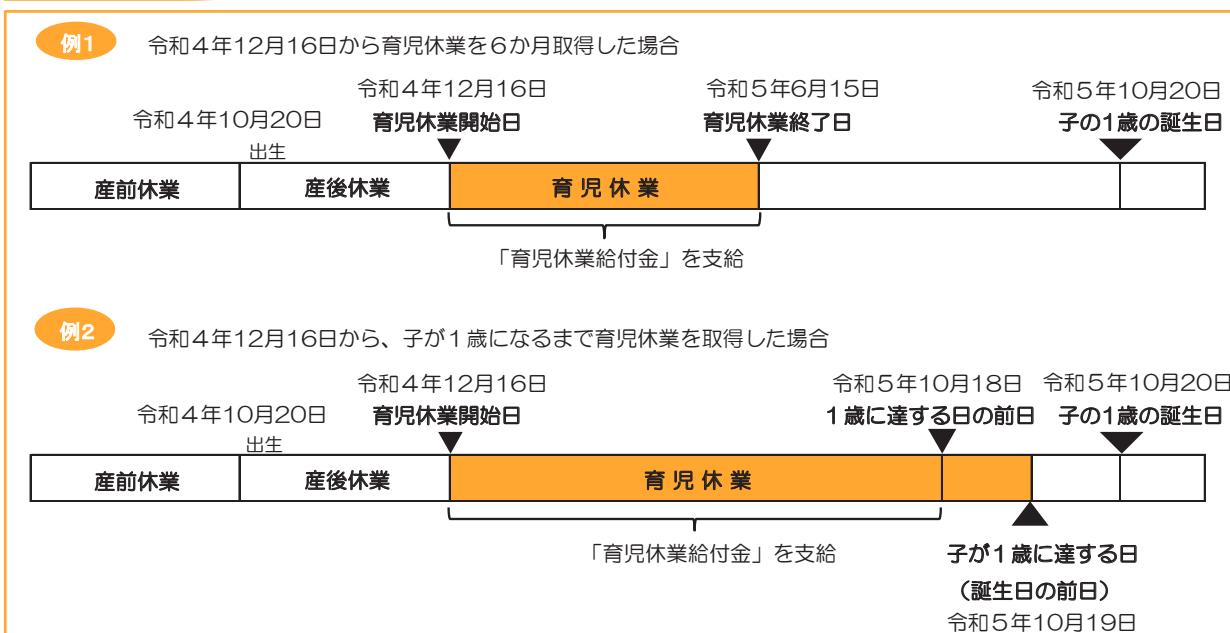 例1 令和4年12月16日から育児休業を6か月取得した場合
令和4年12月16日 令和5年6月15日 令和5年10月20日
令和4年10月20日 育児休業開始日 育児休業終了日 子の1歳の誕生日
出生
産前休業 産後休業 育児休業
「育児休業給付金」を支給
例2 令和4年12月16日から、子が1歳になるまで育児休業を取得した場合
令和4年12月16日 令和5年10月18日 令和5年10月20日
令和4年10月20日 育児休業開始日 1歳に達する日の前日 子の1歳の誕生日
出生
産前休業 産後休業 育児休業
「育児休業給付金」を支給 子が1歳に達する日
(誕生日の前日)
令和5年10月19日